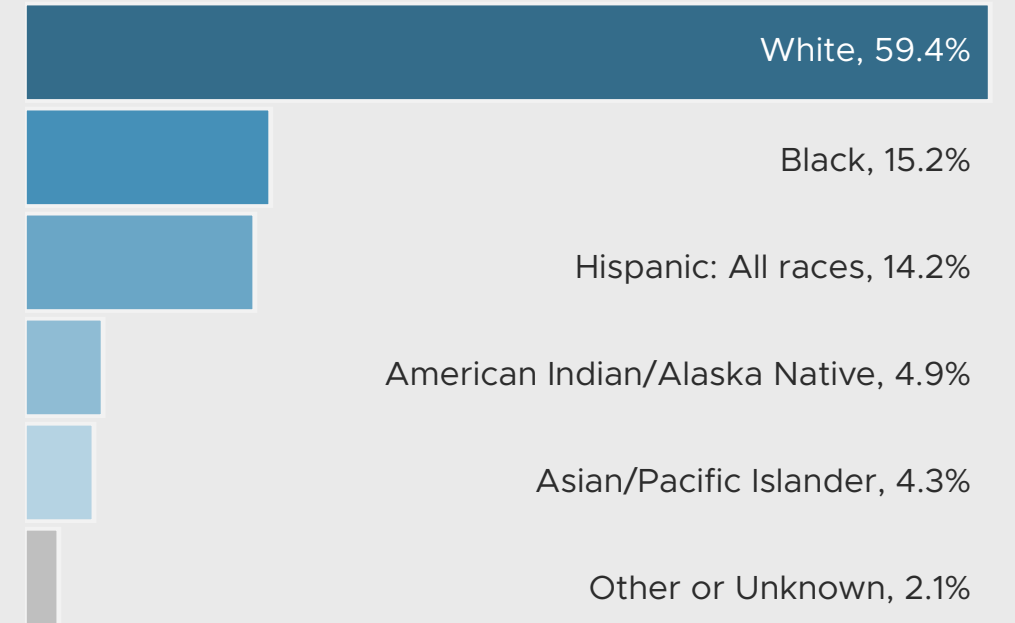 White, 59.4%
Black, 15.2%
Hispanic: All races, 14.2%
American Indian/Alaska Native, 4.9%
Asian/Pacific Islander, 4.3%
Other or Unknown, 2.1%